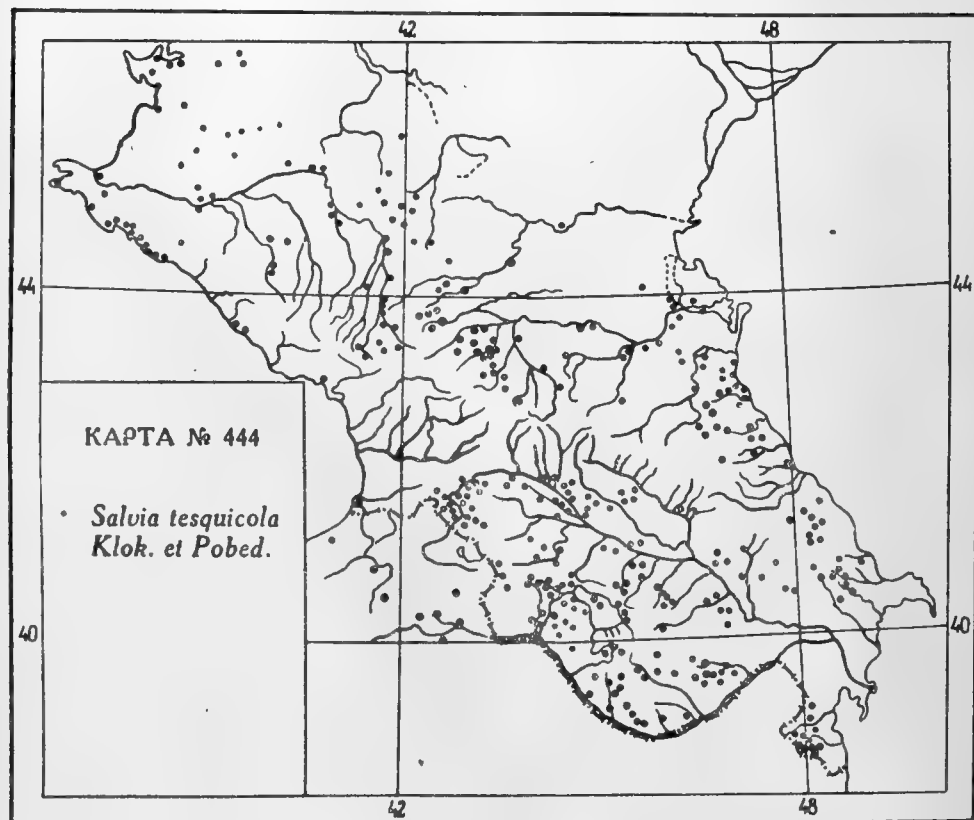 42 48
44 44
КАРТА № 444
Salvia tesquicola
Klok. et Pobed.
40 40
42 48